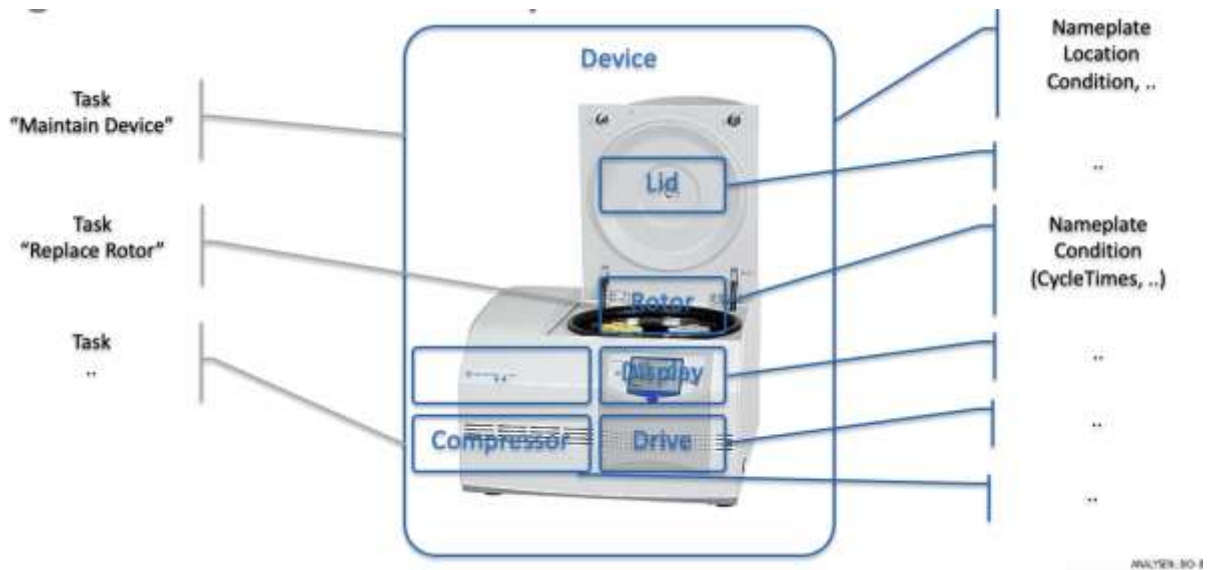 Device
Task
"Maintain Device"
Nameplate
Location
Condition, ..
Lid
..
Task
"Replace Rotor"
Nameplate
Condition
(CycleTimes, ..)
Rotor
Task
..
Display
..
Compressor
Drive
..
..